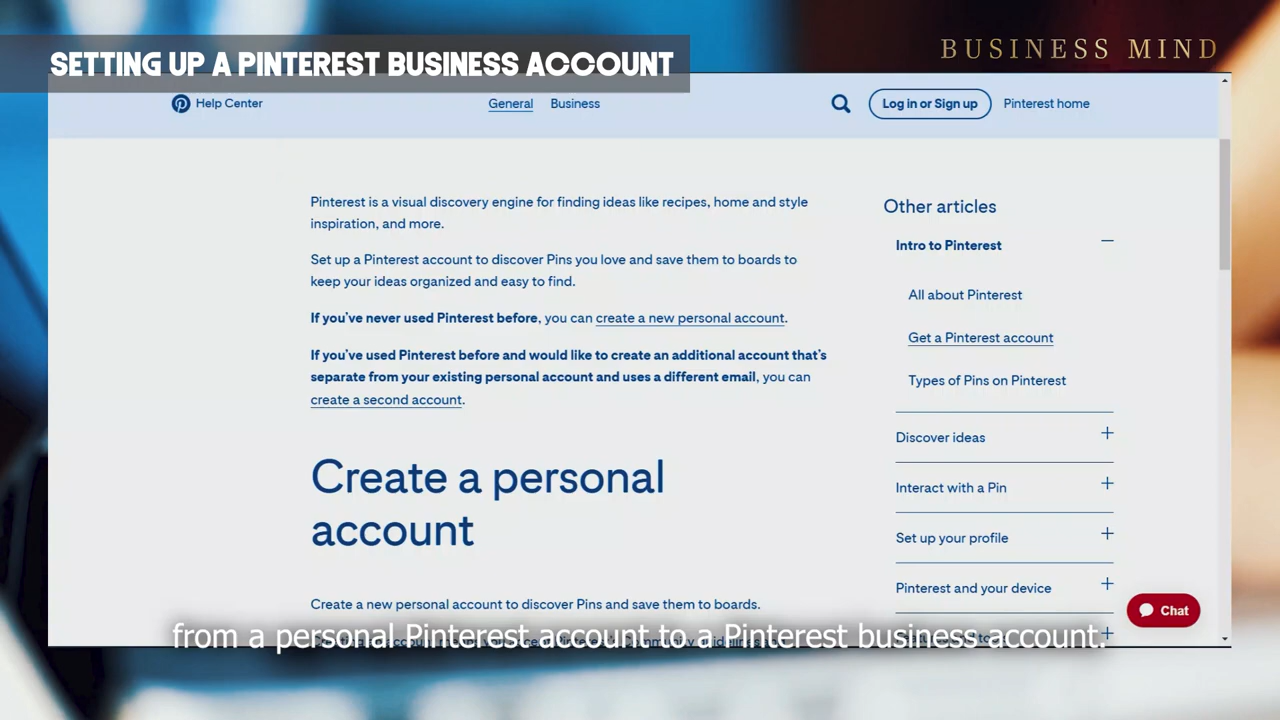 SETTING UP A PINTEREST BUSINESS ACCOUNT
BUSINESS MIND
Help Center
General
Business
Log in or Sign up
Pinterest home
Pinterest is a visual discovery engine for finding ideas like recipes, home and style
inspiration, and more.
Set up a Pinterest account to discover Pins you love and save them to boards to
keep your ideas organized and easy to find.
If you've never used Pinterest before, you can create a new personal account.
If you've used Pinterest before and would like to create an additional account that's
separate from your existing personal account and uses a different email, you can
create a second account.
Create a personal
account
Create a new personal account to discover Pins and save them to boards.
Other articles
Intro to Pinterest
All about Pinterest
Get a Pinterest account
Types of Pins on Pinterest
Discover ideas
Interact with a Pin
Set up your profile
Pinterest and your device
Chat
from a personal Pinterest account to a Pinterest business account.